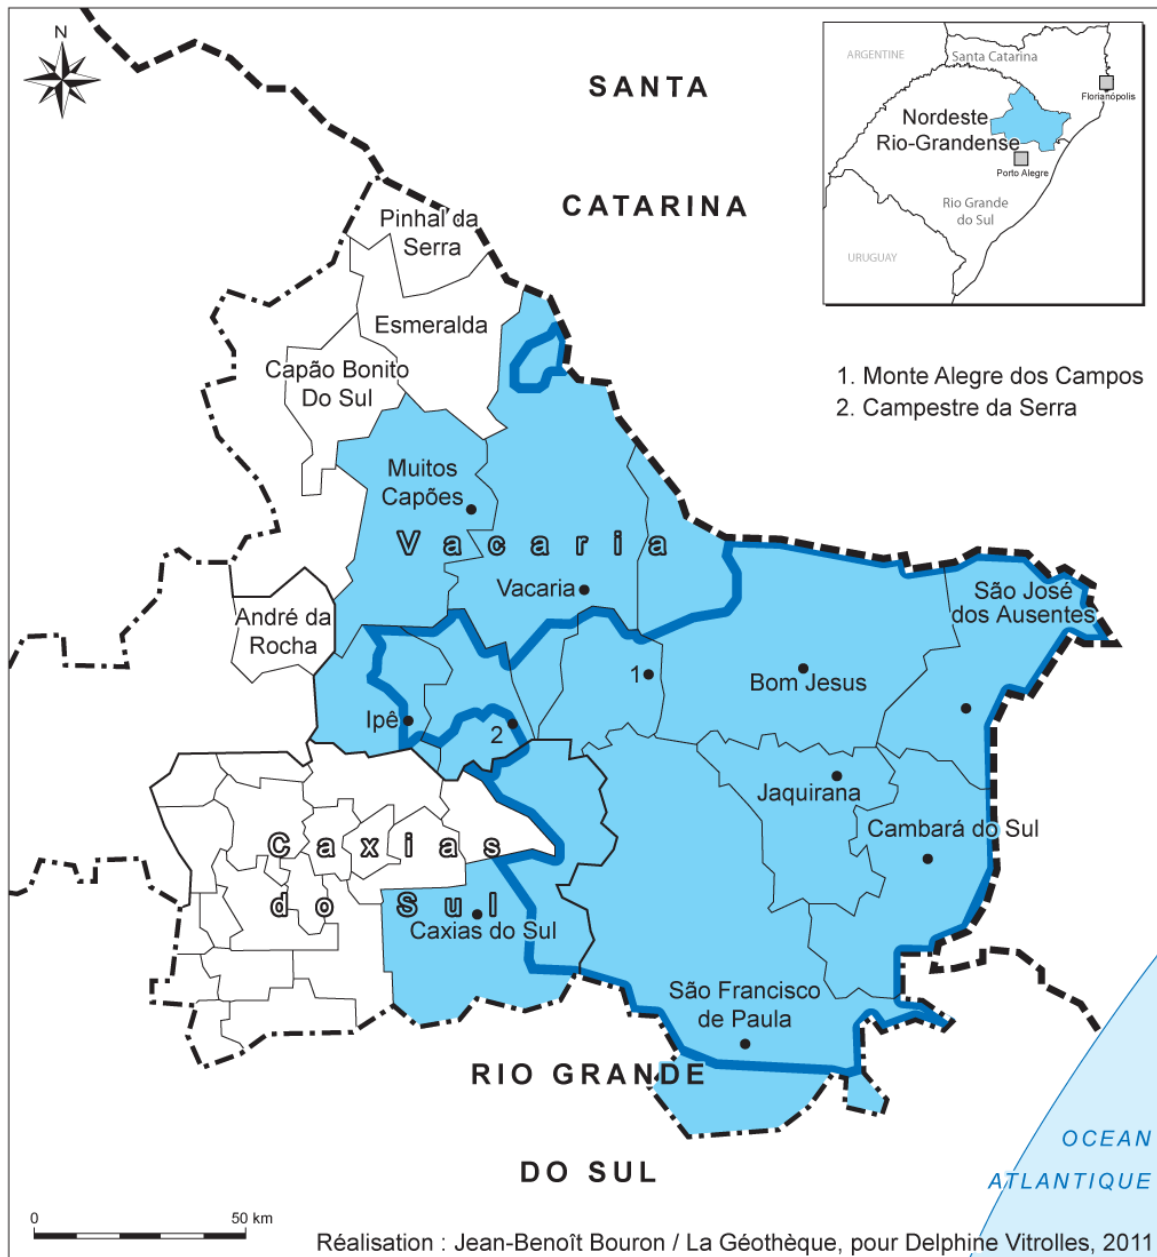 N
SANTA
CATARINA
ARGENTINE
Santa Catarina
Florianópolis
Nordeste
Rio-Grandense
Porto Alegre
Rio Grande
do Sul
URUGUAY
1. Monte Alegre dos Campos
2. Campestre da Serra
Pinhal da
Serra
Esmeralda
Capão Bonito
Do Sul
Muitos
Capões
Vacaria
Vacaria
São José
dos Ausentes
André da
Rocha
1
Bom Jesus
Ipê
2
Jaquirana
Cambará do Sul
Caxias
do Sul
Caxias do Sul
São Francisco
de Paula
RIO GRANDE
DO SUL
OCEAN
ATLANTIQUE
0 50 km
Réalisation : Jean-Benoît Bouron / La Géothèque, pour Delphine Vitrolles, 2011